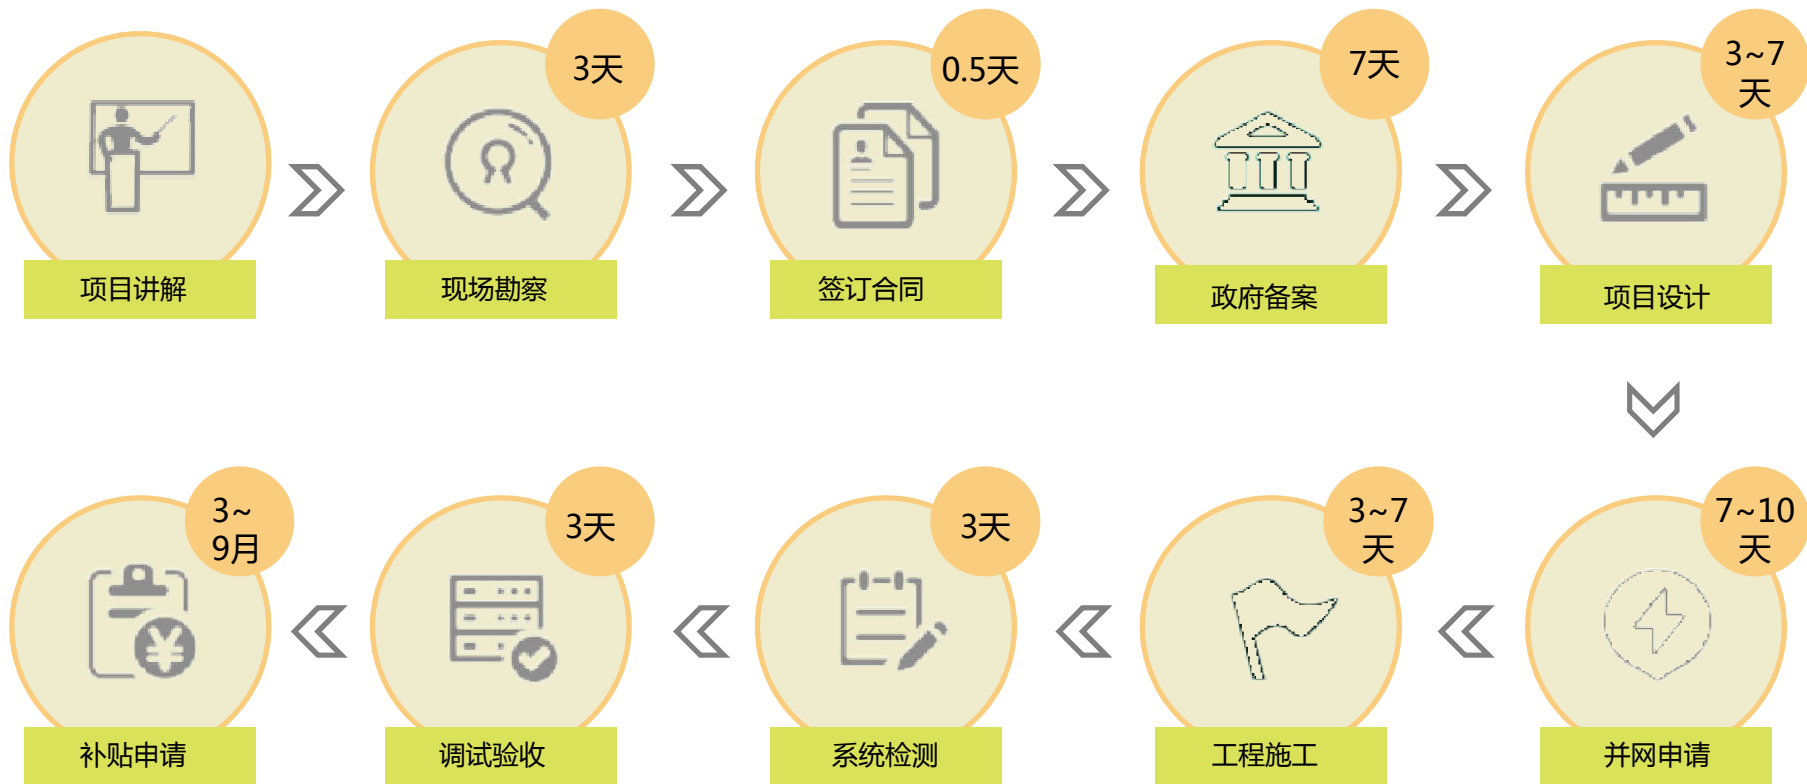 3天
0.5天
7天
3~7
天
项目讲解
现场勘察
签订合同
政府备案
项目设计
3~
9月
3天
3天
3~7
天
7~10
天
补贴申请
调试验收
系统检测
工程施工
并网申请